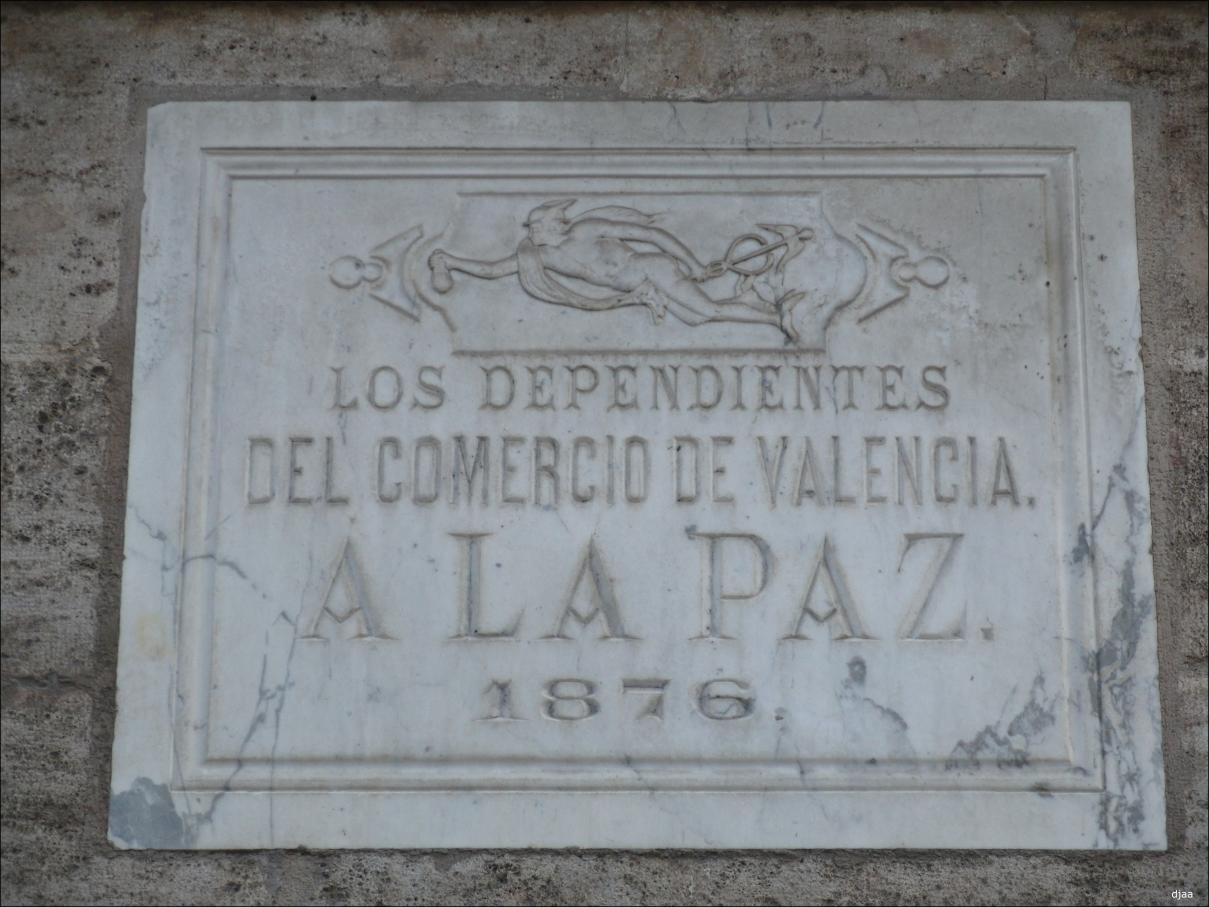 LOS DEPENDIENTES
DEL COMERCIO DE VALENCIA.
A LA PAZ.
1876
djaa